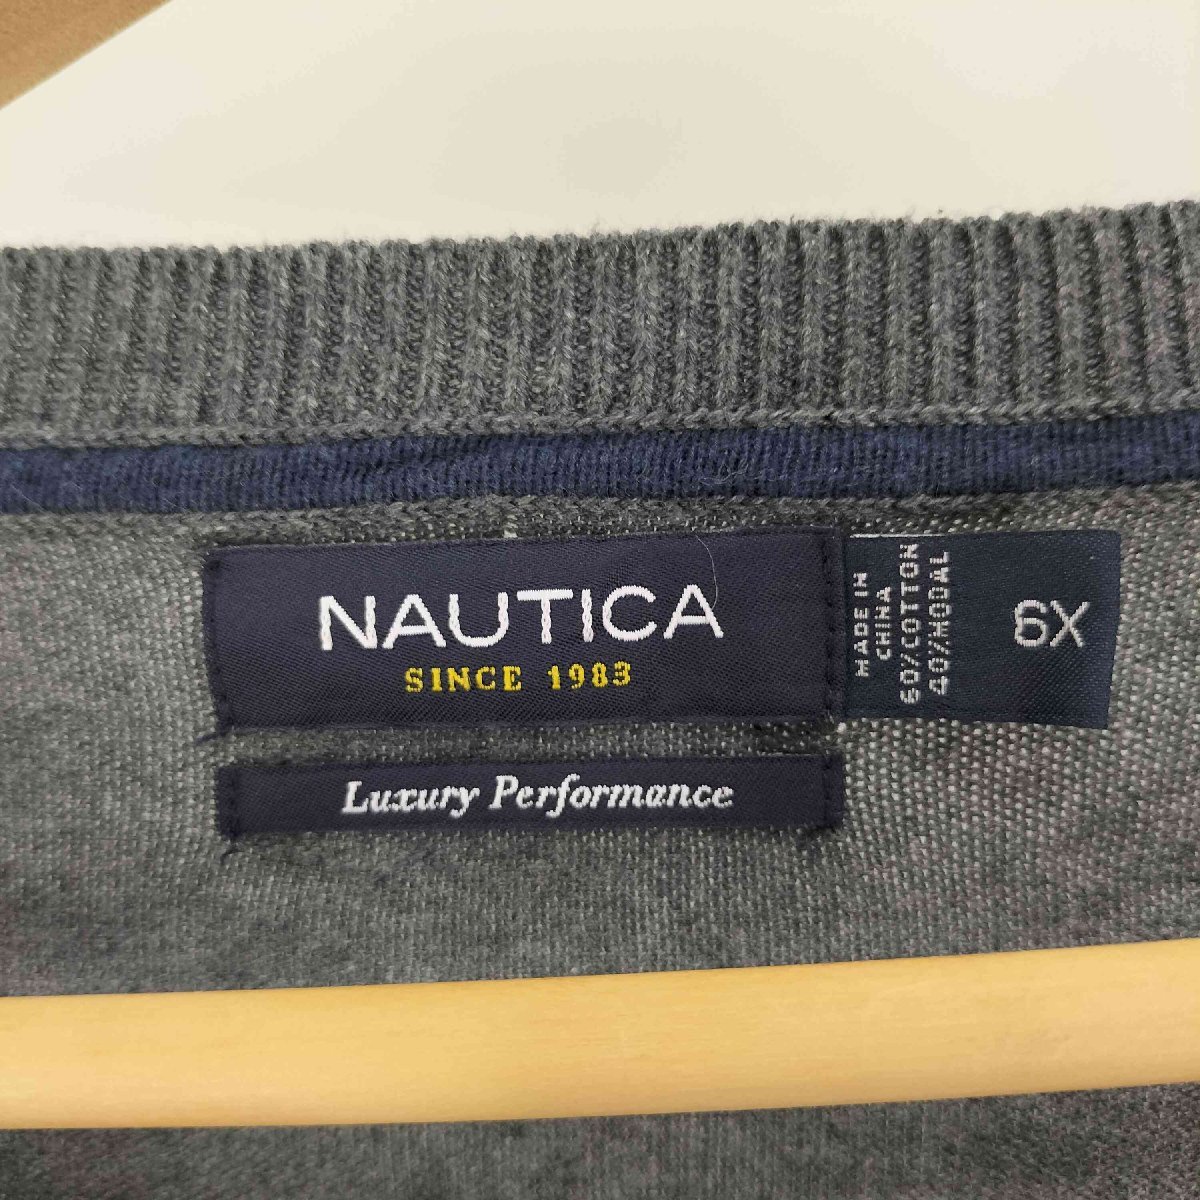 NAUTICA
SINCE 1983
Luxury Performance
MADE IN
CHINA
60%COTTON
40%MODAL
6X